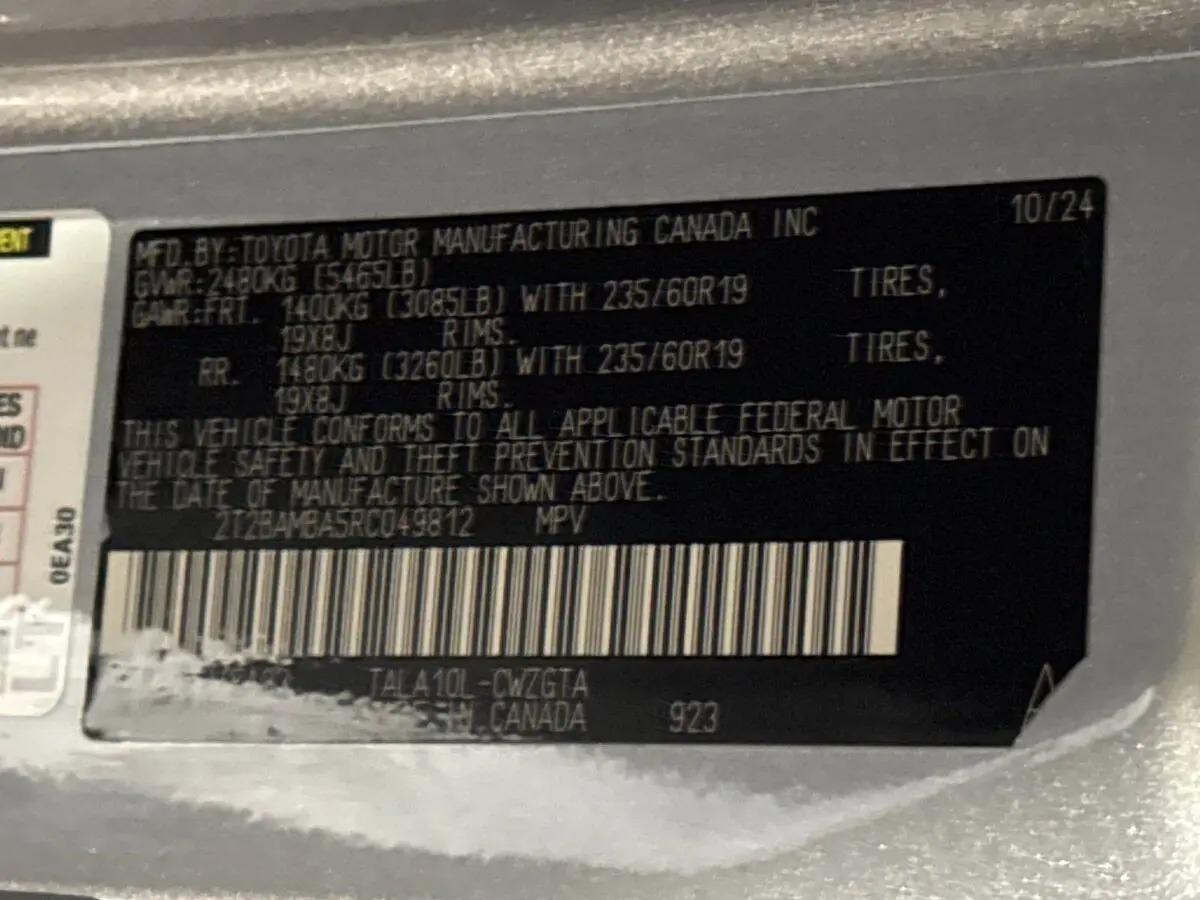 10/24
MFD.BY:TOYOTA MOTOR MANUFACTURING CANADA INC
GVWR:2480KG (5465LB)
GAWR:FRT. 1400KG (3085LB) WITH 235/60R19 TIRES,
19X8J RIMS.
RR. 1480KG (3260LB) WITH 235/60R19 TIRES,
19X8J RIMS.
THIS VEHICLE CONFORMS TO ALL APPLICABLE FEDERAL MOTOR
VEHICLE SAFETY AND THEFT PREVENTION STANDARDS IN EFFECT ON
THE DATE OF MANUFACTURE SHOWN ABOVE.
2T2BAMBA5RC049812 MPV
TALA10L-CWZGTA
IN CANADA 923
0EA30
ne